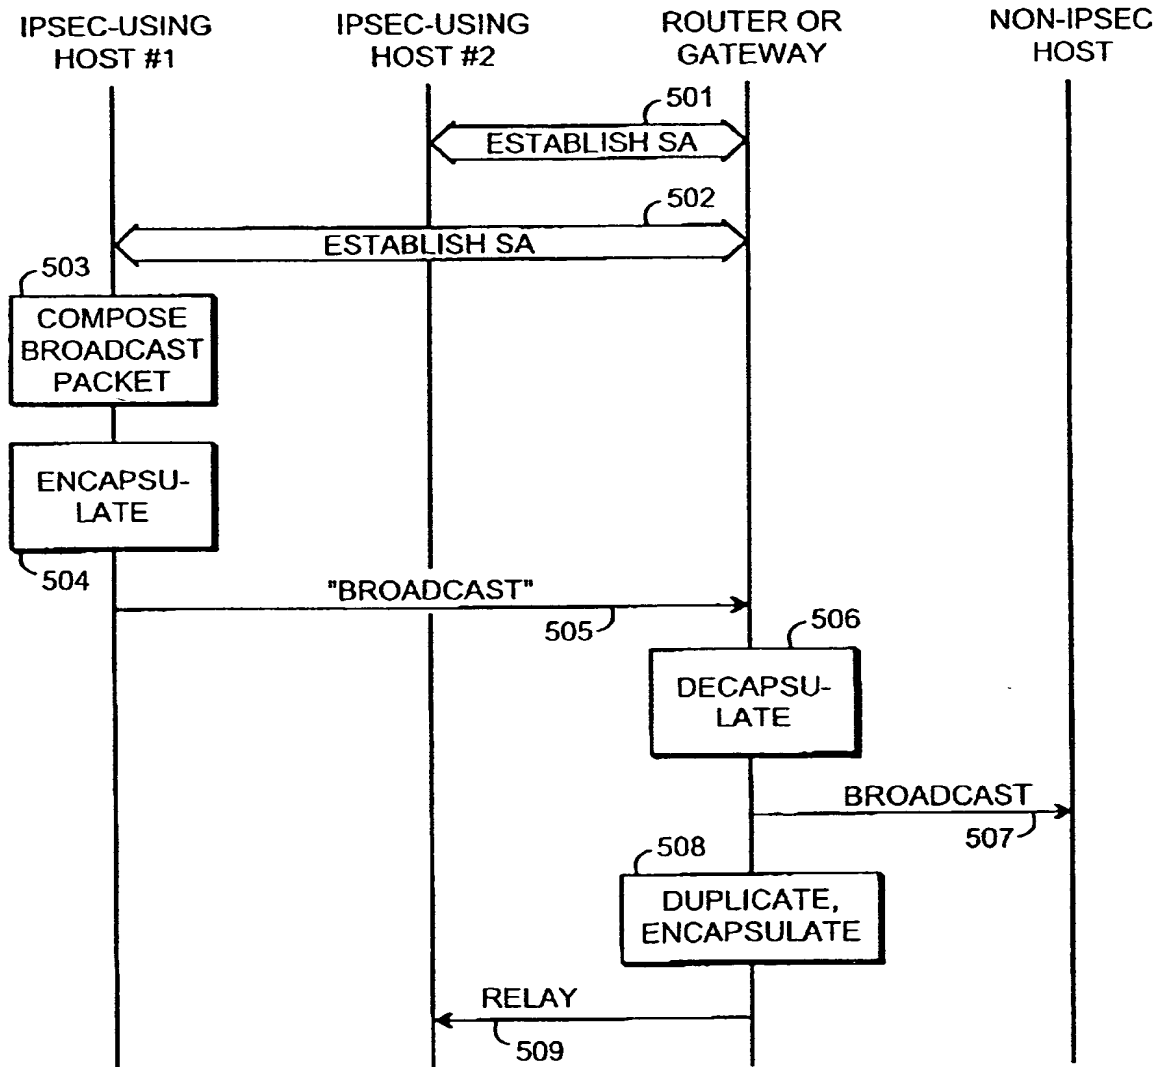 IPSEC-USING HOST #1
IPSEC-USING HOST #2
ROUTER OR GATEWAY
NON-IPSEC HOST
501
ESTABLISH SA
502
ESTABLISH SA
503
COMPOSE
BROADCAST
PACKET
ENCAPSU-
LATE
504
"BROADCAST"
505
506
DECAPSU-
LATE
BROADCAST
507
508
DUPLICATE,
ENCAPSULATE
RELAY
509